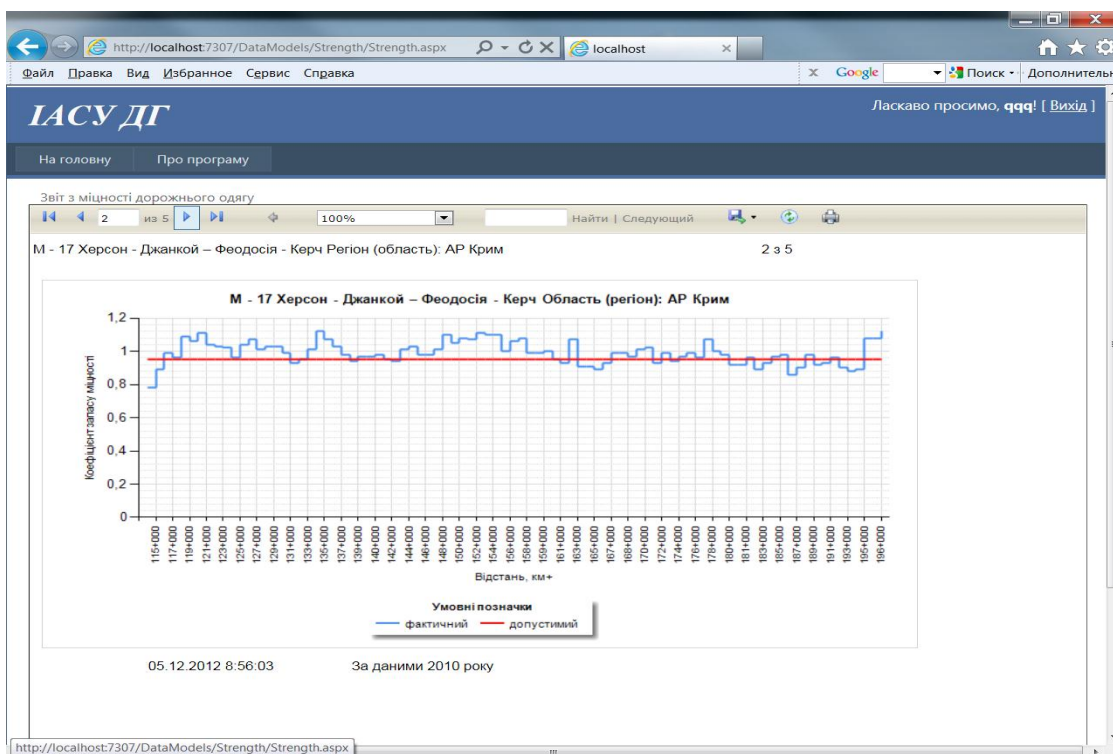 http://localhost:7307/DataModels/Strength/Strength.aspx
localhost
Файл Правка Вид Избранное Сервис Справка
x Google Поиск Дополнитель
ІАСУ ДГ
Ласкаво просимо, qqq! [ Вихід ]
На головну Про програму
Звіт з міцності дорожнього одягу
2 из 5 100% Найти | Следующий
М - 17 Херсон - Джанкой – Феодосія - Керч Регіон (область): АР Крим 2 з 5
М - 17 Херсон - Джанкой – Феодосія - Керч Область (регіон): АР Крим
Коефіцієнт запасу міцності
1,2
1
0,8
0,6
0,4
0,2
0
115+000 117+000 119+000 121+000 123+000 125+000 127+000 129+000 131+000 133+000 135+000 137+000 140+000 142+000 144+000 146+000 148+000 150+000 152+000 154+000 156+000 158+000 159+000 161+000 163+000 165+000 167+000 168+000 170+000 172+000 174+000 176+000 178+000 180+000 181+000 183+000 185+000 187+000 189+000 191+000 193+000 195+000 196+000
Відстань, км+
Умовні позначки
фактичний допустимий
05.12.2012 8:56:03 За даними 2010 року
http://localhost:7307/DataModels/Strength/Strength.aspx